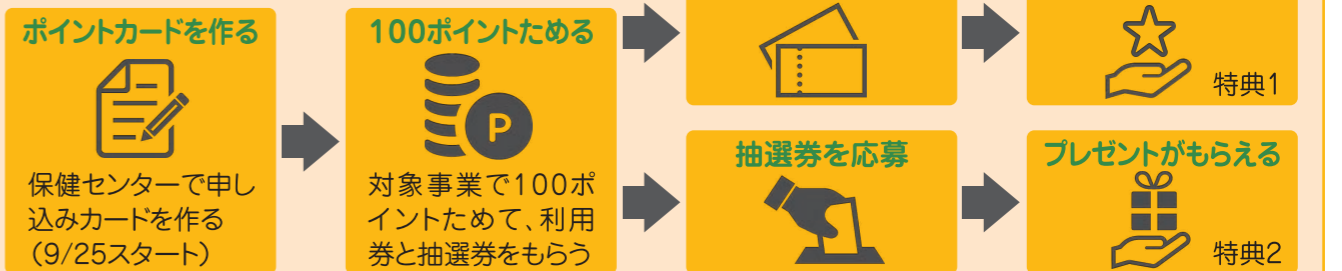 ポイントカードを作る
保健センターで申し
込みカードを作る
(9/25スタート)
100ポイントためる
P
対象事業で100ポ
イントためて、利用
券と抽選券をもらう
特典1
抽選券を応募
プレゼントがもらえる
特典2